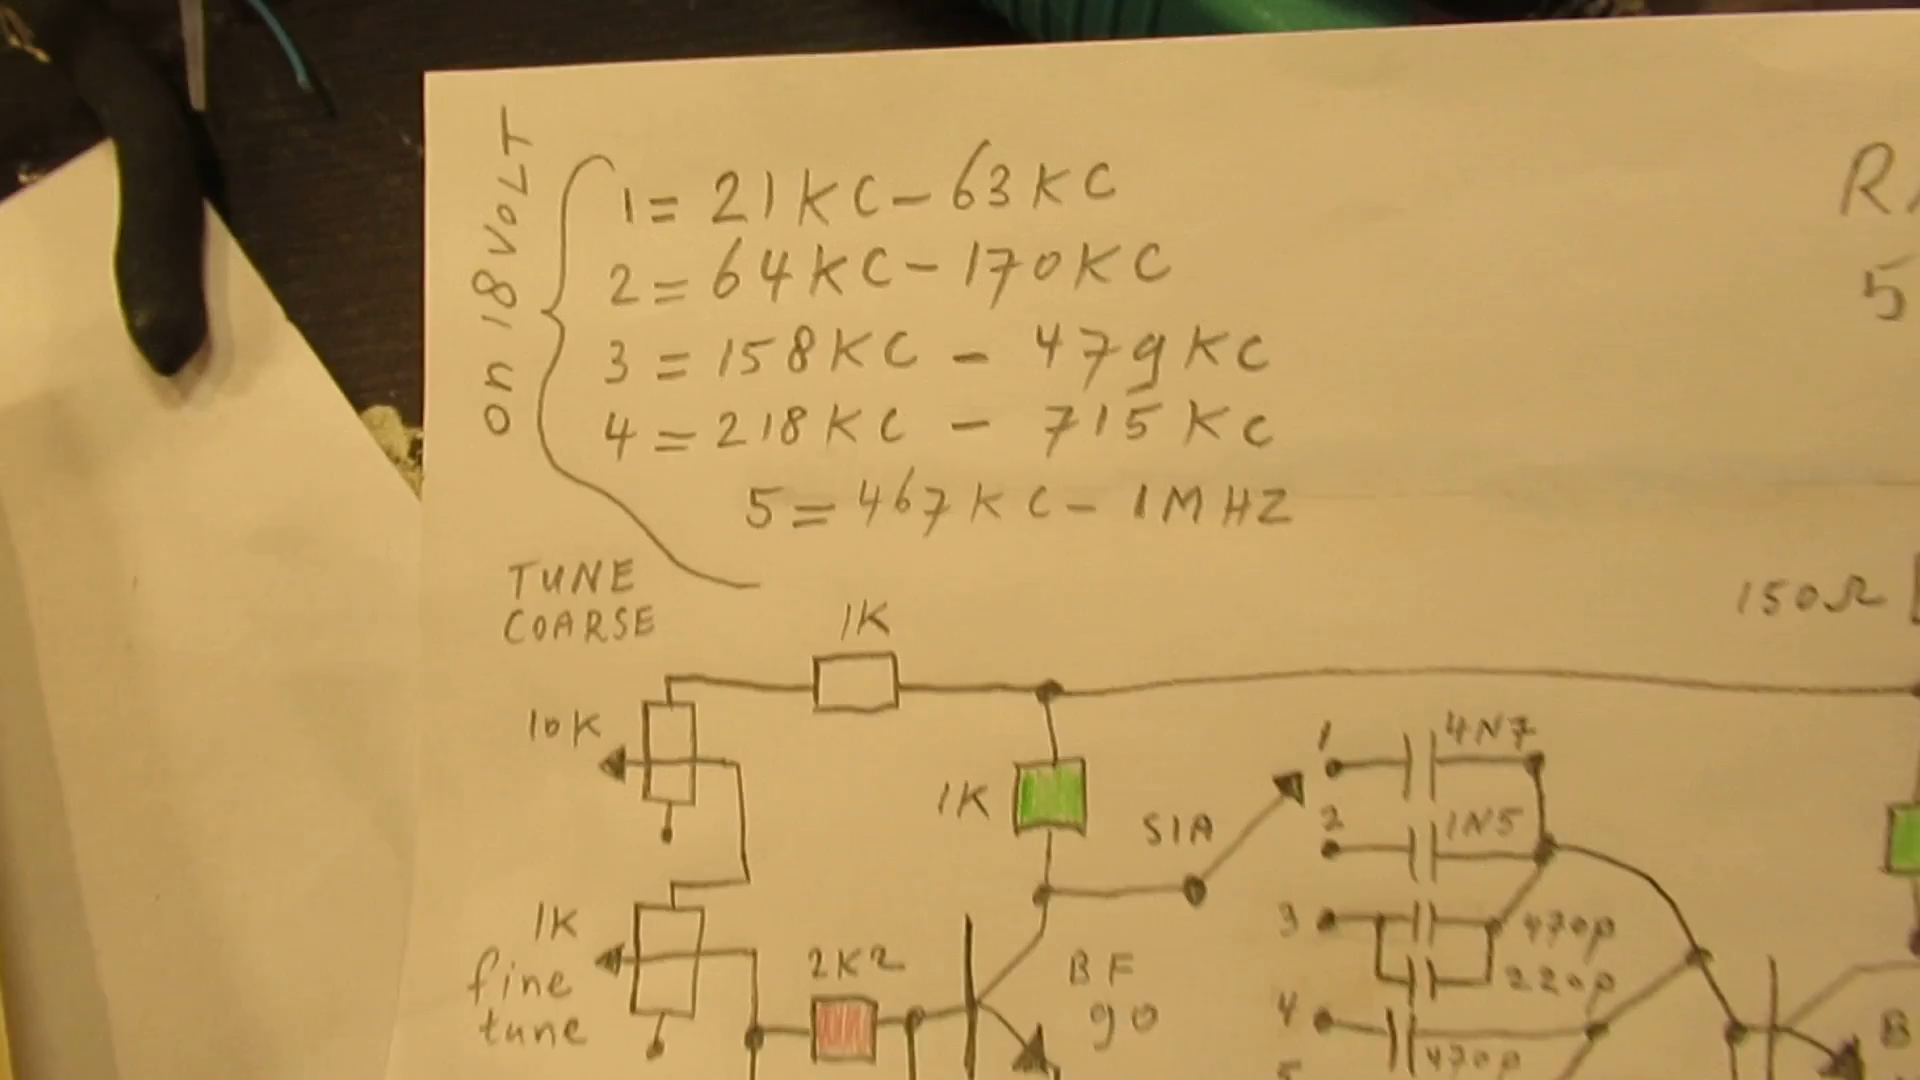 on 18 VOLT
1 = 21 KC – 63 KC
2 = 64 KC – 170 KC
3 = 158 KC – 479 KC
4 = 218 KC – 715 KC
5 = 467 KC – 1 MHZ
R
5
TUNE
COARSE
1K
150Ω
10K
1K
S1A
1
4N7
2
1N5
3
470p
220p
4
470p
5
1K
fine
tune
2K2
BF
90
B